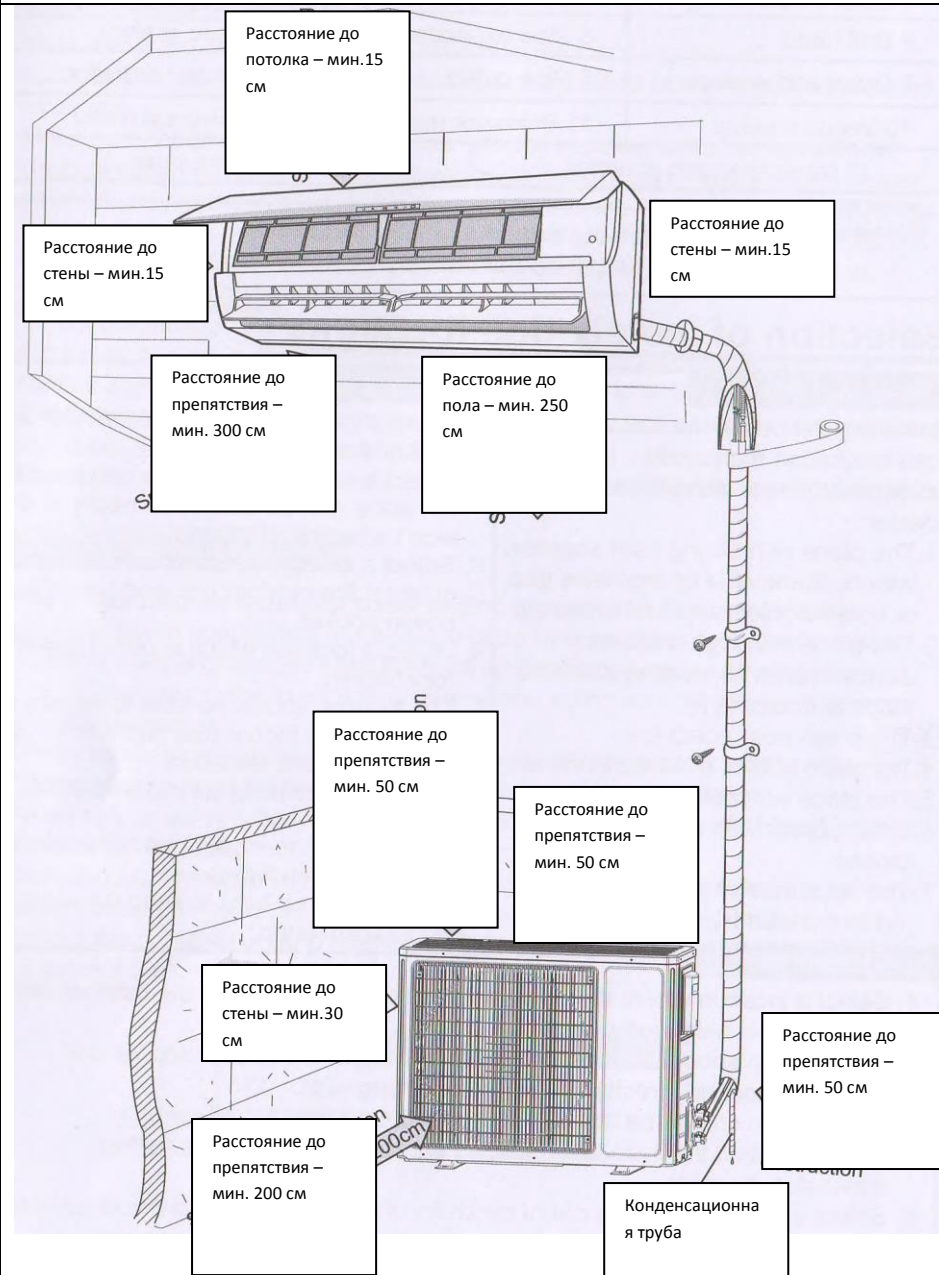 Расстояние до
потолка – мин.15
см
Расстояние до
стены – мин.15
см
Расстояние до
стены – мин.15
см
Расстояние до
препятствия –
мин. 300 см
Расстояние до
пола – мин. 250
см
Расстояние до
препятствия –
мин. 50 см
Расстояние до
препятствия –
мин. 50 см
Расстояние до
стены – мин.30
см
Расстояние до
препятствия –
мин. 50 см
00cm
Расстояние до
препятствия –
мин. 200 см
Конденсационна
я труба